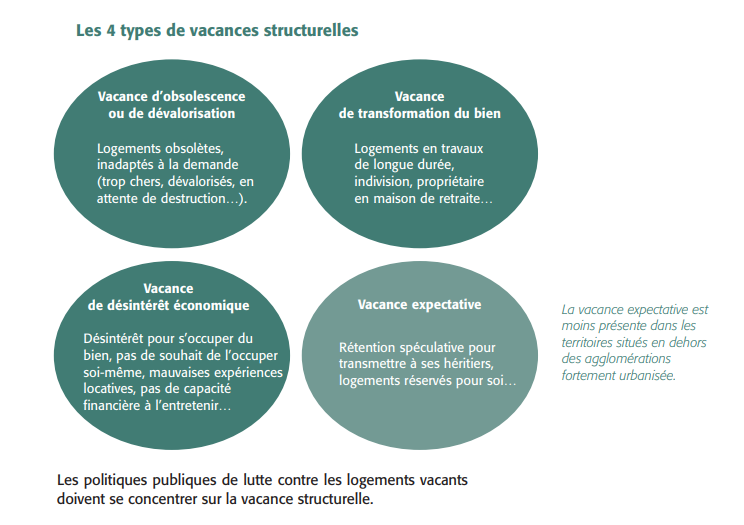 Les 4 types de vacances structurelles
Vacance d'obsolescence
ou de dévalorisation
Logements obsolètes,
inadaptés à la demande
(trop chers, dévalorisés, en
attente de destruction…).
Vacance
de transformation du bien
Logements en travaux
de longue durée,
indivision, propriétaire
en maison de retraite…
Vacance
de désintérêt économique
Désintérêt pour s'occuper du
bien, pas de souhait de l'occuper
soi-même, mauvaises expériences
locatives, pas de capacité
financière à l'entretenir…
Vacance expectative
Rétention spéculative pour
transmettre à ses héritiers,
logements réservés pour soi…
La vacance expectative est
moins présente dans les
territoires situés en dehors
des agglomérations
fortement urbanisée.
Les politiques publiques de lutte contre les logements vacants
doivent se concentrer sur la vacance structurelle.